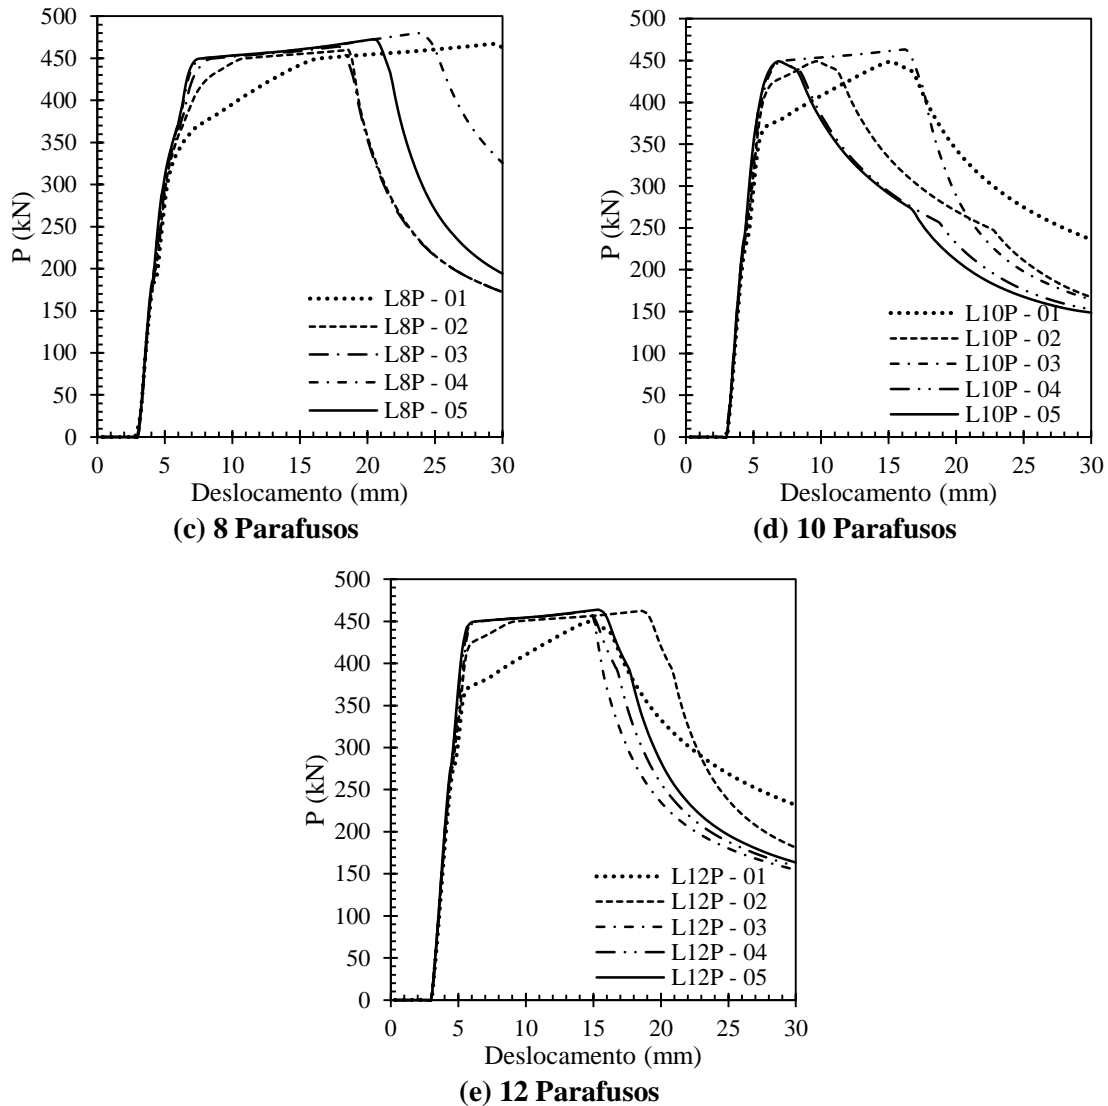 500
450
400
350
300
250
200
150
100
50
0
P (kN)
0 5 10 15 20 25 30
Deslocamento (mm)
L8P - 01
L8P - 02
L8P - 03
L8P - 04
L8P - 05
(c) 8 Parafusos
500
450
400
350
300
250
200
150
100
50
0
P (kN)
0 5 10 15 20 25 30
Deslocamento (mm)
L10P - 01
L10P - 02
L10P - 03
L10P - 04
L10P - 05
(d) 10 Parafusos
500
450
400
350
300
250
200
150
100
50
0
P (kN)
0 5 10 15 20 25 30
Deslocamento (mm)
L12P - 01
L12P - 02
L12P - 03
L12P - 04
L12P - 05
(e) 12 Parafusos